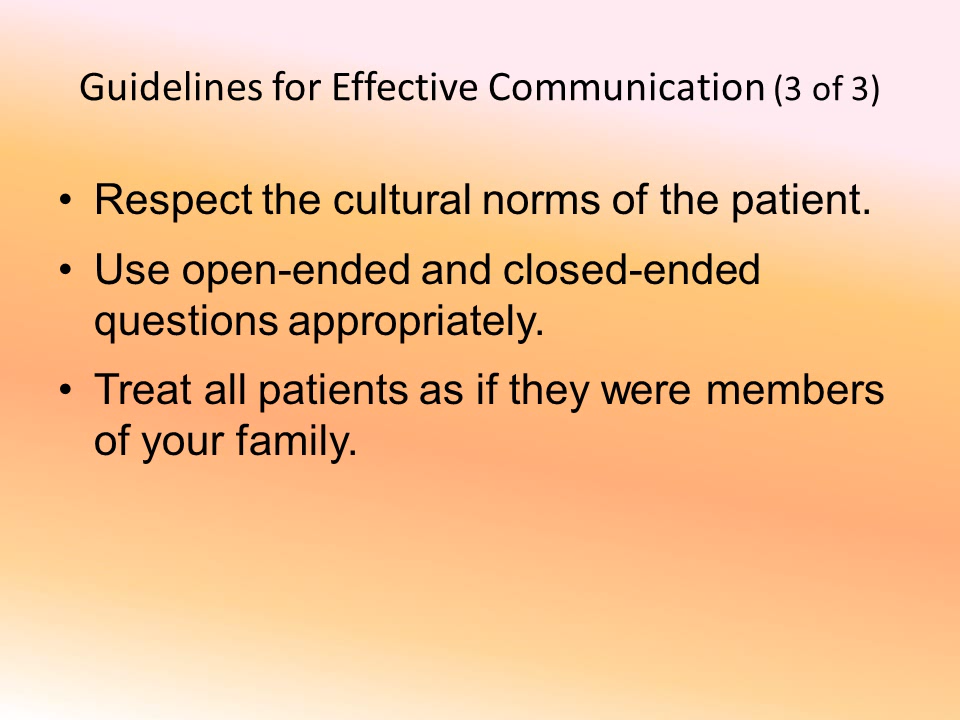 Guidelines for Effective Communication (3 of 3)
• Respect the cultural norms of the patient.
• Use open-ended and closed-ended
questions appropriately.
• Treat all patients as if they were members
of your family.